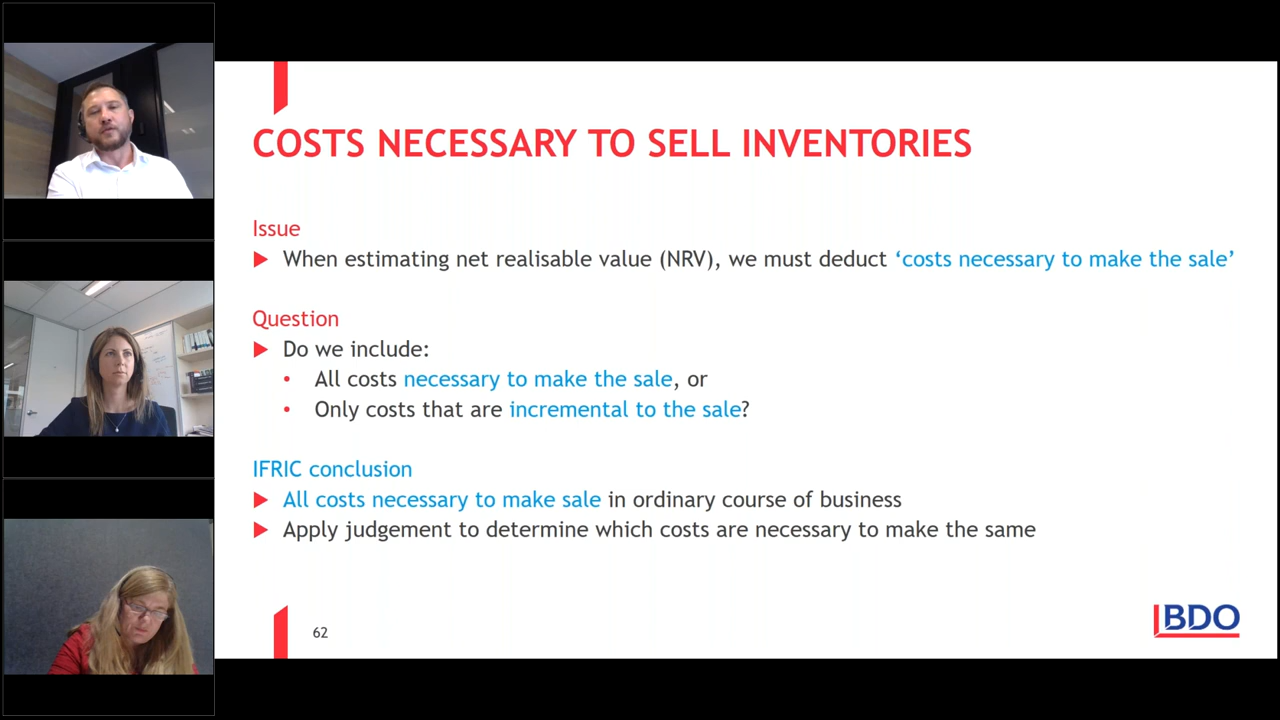 COSTS NECESSARY TO SELL INVENTORIES
Issue
When estimating net realisable value (NRV), we must deduct ‘costs necessary to make the sale’
Question
Do we include:
All costs necessary to make the sale, or
Only costs that are incremental to the sale?
IFRIC conclusion
All costs necessary to make sale in ordinary course of business
Apply judgement to determine which costs are necessary to make the same
62
BDO